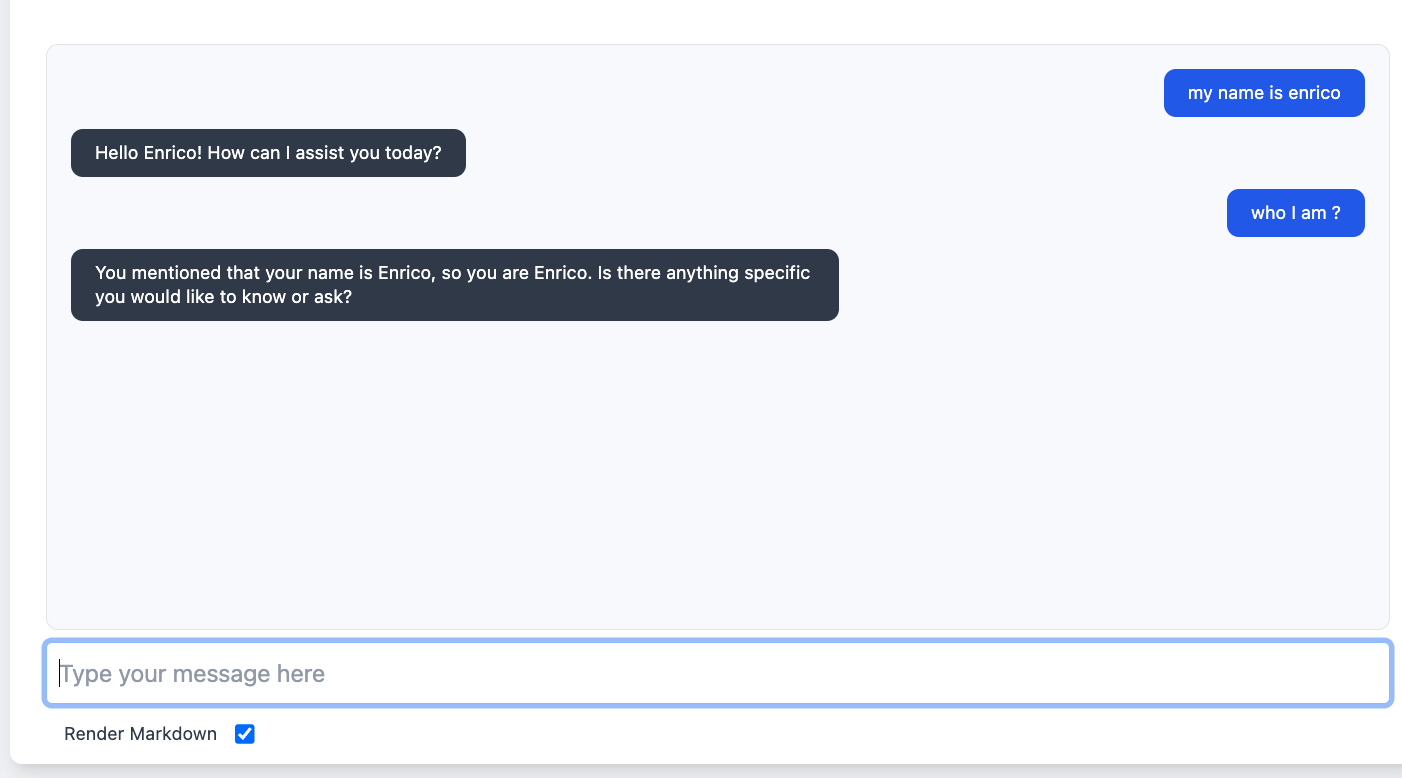 my name is enrico
Hello Enrico! How can I assist you today?
who I am ?
You mentioned that your name is Enrico, so you are Enrico. Is there anything specific
you would like to know or ask?
Type your message here
Render Markdown